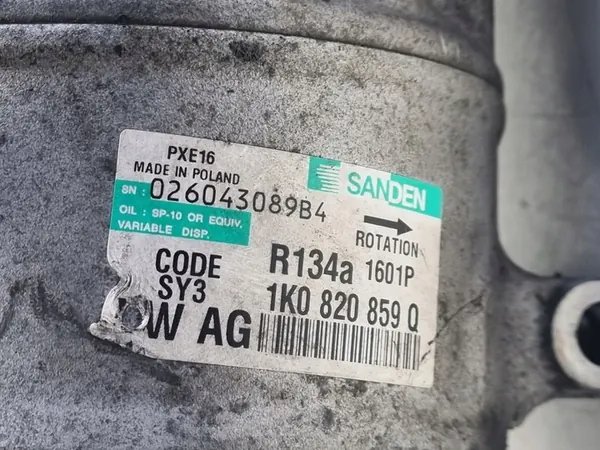 PXE16
MADE IN POLAND
SANDEN
SN: 026043089B4
OIL: SP-10 OR EQUIV.
VARIABLE DISP.
ROTATION
CODE R134a 1601P
SY3 1K0 820 859 Q
W AG